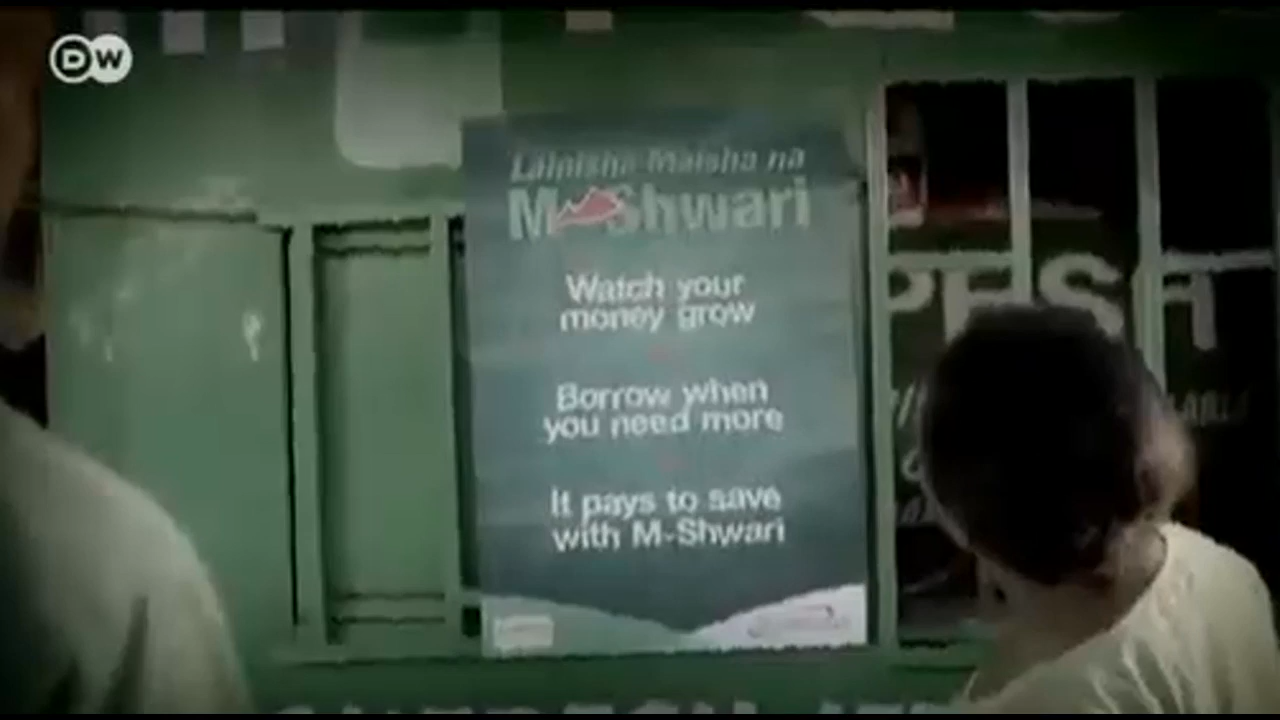 DW
Lainisha Maisha na
M-Shwari
Watch your
money grow
Borrow when
you need more
It pays to save
with M-Shwari
PESA